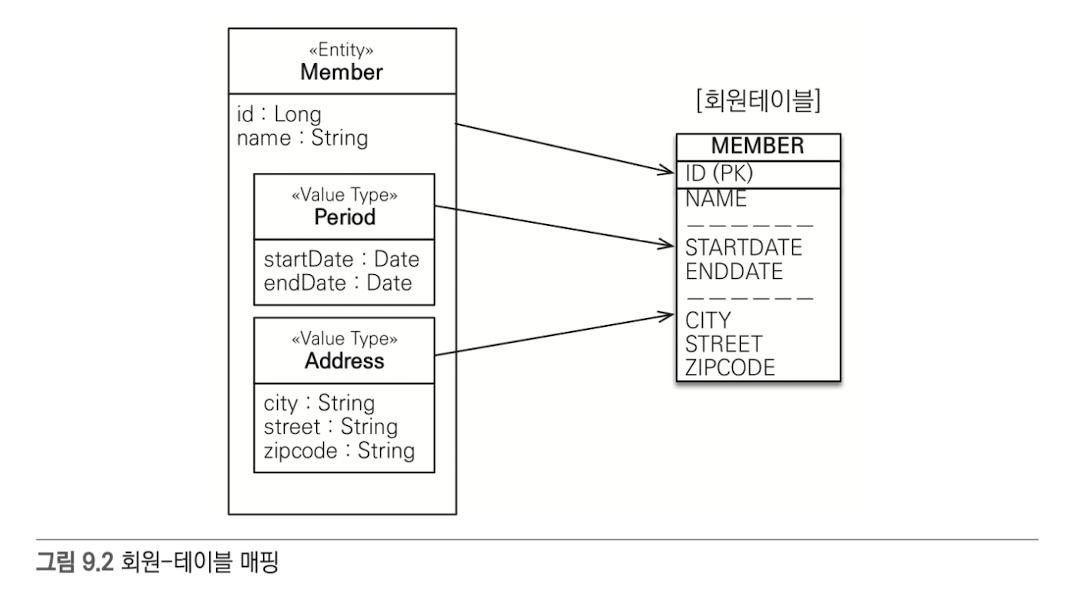 «Entity»
Member
id : Long
name : String
«Value Type»
Period
startDate : Date
endDate : Date
«Value Type»
Address
city : String
street : String
zipcode : String
[회원테이블]
MEMBER
ID (PK)
NAME
STARTDATE
ENDDATE
CITY
STREET
ZIPCODE
그림 9.2 회원-테이블 매핑